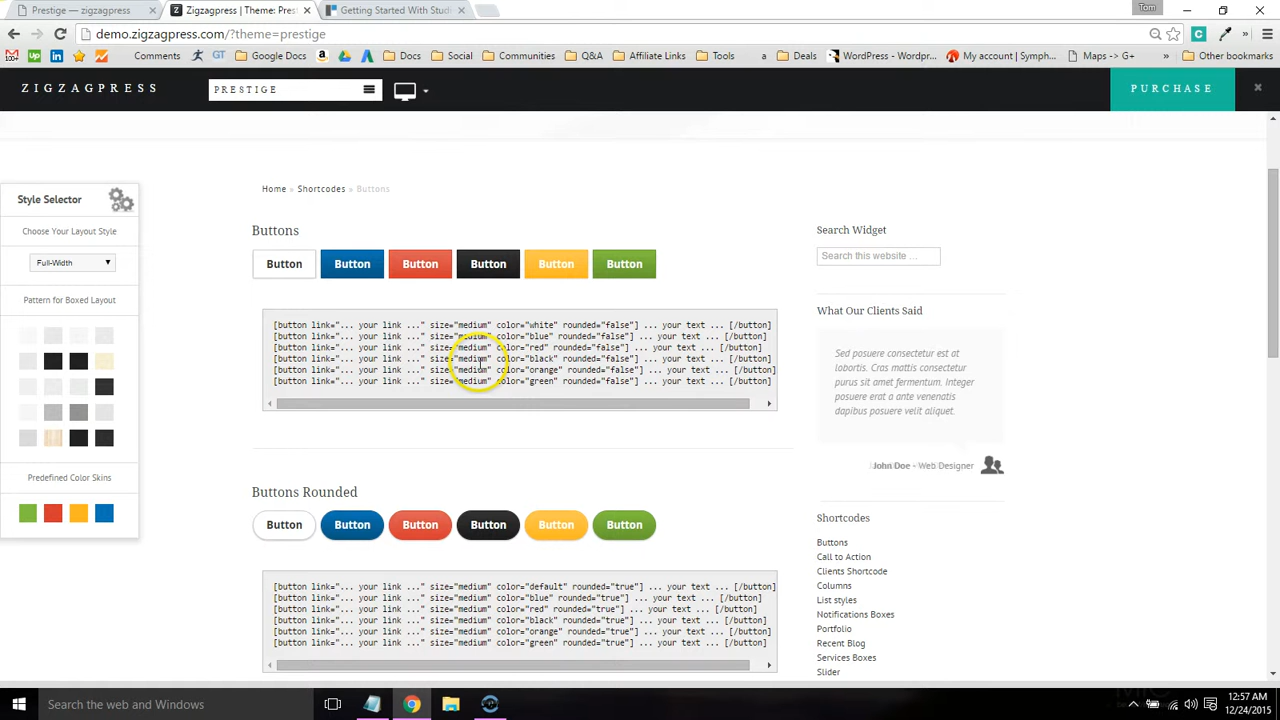 Prestige — zigzagpress
Zigzagpress | Theme: Prest
Getting Started With Studi
Tom
demo.zigzagpress.com/?theme=prestige
Comments
GT
Google Docs
Docs
Social
Communities
Q&A
Affiliate Links
Tools
a
Deals
WordPress - Wordpr...
My account | Symph...
Maps -> G+
»
Other bookmarks
ZIGZAGPRESS
PRESTIGE
PURCHASE
Style Selector
Choose Your Layout Style
Full-Width
Pattern for Boxed Layout
Predefined Color Skins
Home » Shortcodes » Buttons
Buttons
Button Button Button Button Button Button
[button link="... your link ..." size="medium" color="white" rounded="false"] ... your text ... [/button]
[button link="... your link ..." size="medium" color="blue" rounded="false"] ... your text ... [/button]
[button link="... your link ..." size="medium" color="red" rounded="false"] ... your text ... [/button]
[button link="... your link ..." size="medium" color="black" rounded="false"] ... your text ... [/button]
[button link="... your link ..." size="medium" color="orange" rounded="false"] ... your text ... [/button]
[button link="... your link ..." size="medium" color="green" rounded="false"] ... your text ... [/button]
Buttons Rounded
Button Button Button Button Button Button
[button link="... your link ..." size="medium" color="default" rounded="true"] ... your text ... [/button]
[button link="... your link ..." size="medium" color="blue" rounded="true"] ... your text ... [/button]
[button link="... your link ..." size="medium" color="red" rounded="true"] ... your text ... [/button]
[button link="... your link ..." size="medium" color="black" rounded="true"] ... your text ... [/button]
[button link="... your link ..." size="medium" color="orange" rounded="true"] ... your text ... [/button]
[button link="... your link ..." size="medium" color="green" rounded="true"] ... your text ... [/button]
Search Widget
Search this website ...
What Our Clients Said
Sed posuere consectetur est at
lobortis. Cras mattis consectetur
purus sit amet fermentum. Integer
posuere erat a ante venenatis
dapibus posuere velit aliquet.
John Doe - Web Designer
Shortcodes
Buttons
Call to Action
Clients Shortcode
Columns
List styles
Notifications Boxes
Portfolio
Recent Blog
Services Boxes
Slider
Search the web and Windows
12:57 AM
12/24/2015